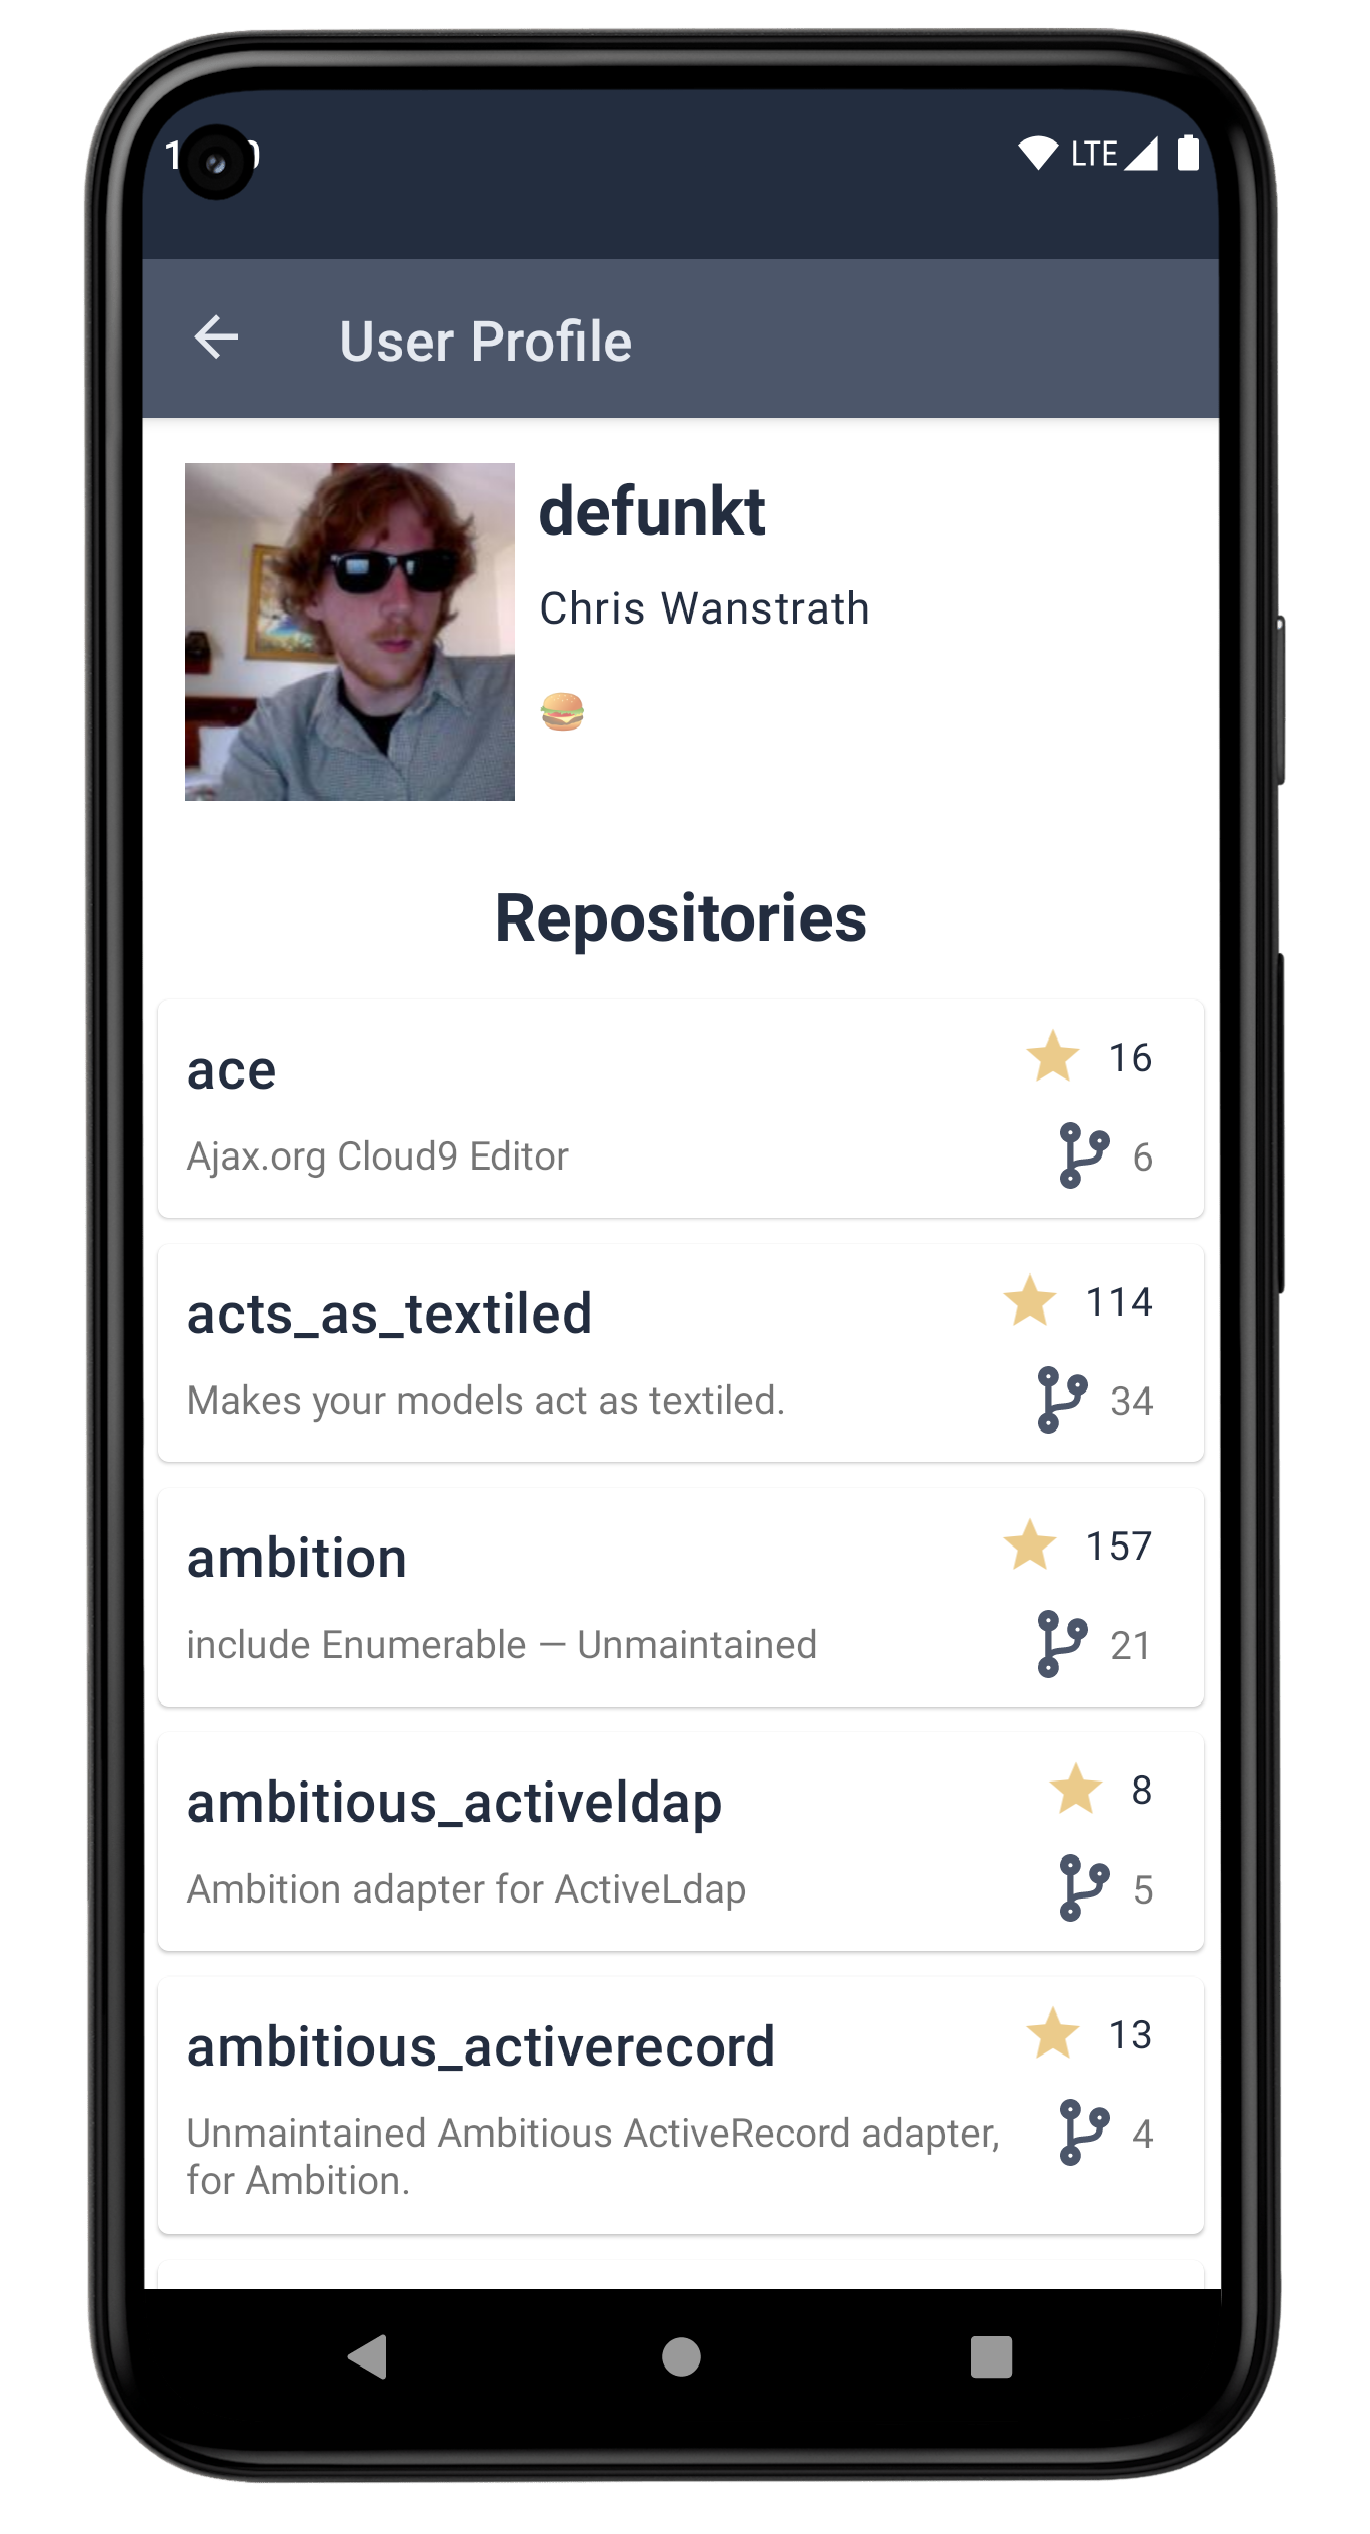 LTE
User Profile
defunkt
Chris Wanstrath
🍔
Repositories
ace
16
Ajax.org Cloud9 Editor
6
acts_as_textiled
114
Makes your models act as textiled.
34
ambition
157
include Enumerable — Unmaintained
21
ambitious_activeldap
8
Ambition adapter for ActiveLdap
5
ambitious_activerecord
13
Unmaintained Ambitious ActiveRecord adapter,
for Ambition.
4